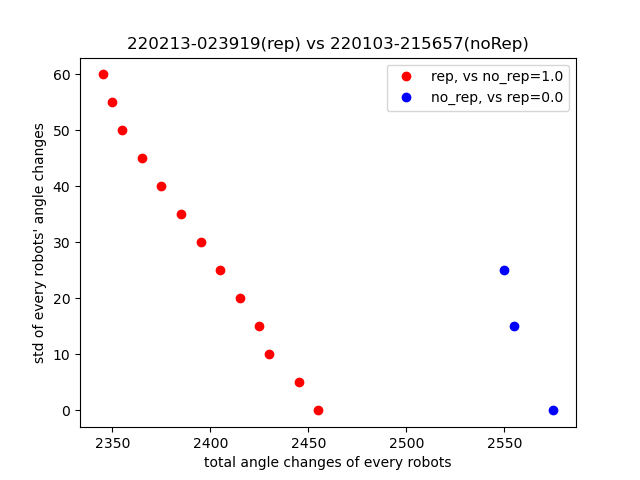 220213-023919(rep) vs 220103-215657(noRep)
rep, vs no_rep=1.0
no_rep, vs rep=0.0
std of every robots' angle changes
60
50
40
30
20
10
0
2350 2400 2450 2500 2550
total angle changes of every robots